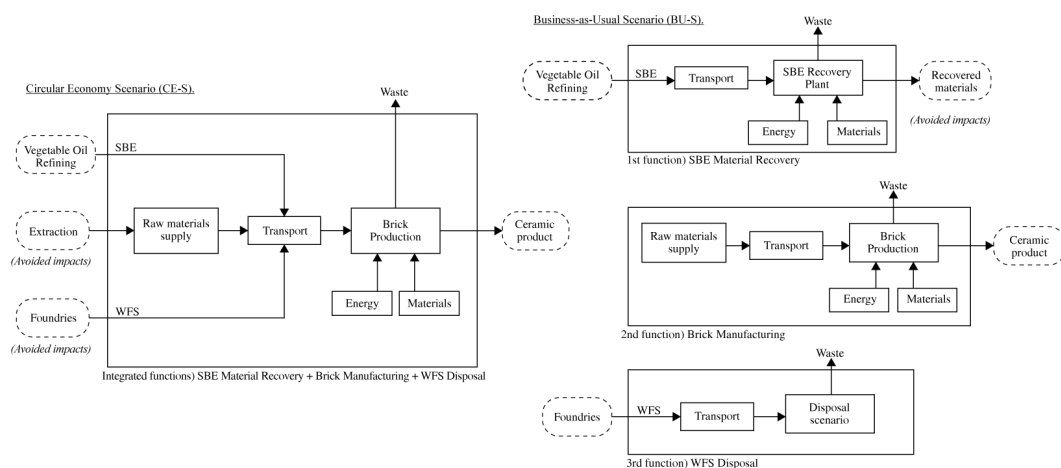 Circular Economy Scenario (CE-S).
Waste
Vegetable Oil
Refining
SBE
Extraction
(Avoided impacts)
Raw materials
supply
Transport
Brick
Production
Ceramic
product
Energy
Materials
Foundries
WFS
(Avoided impacts)
Integrated functions) SBE Material Recovery + Brick Manufacturing + WFS Disposal
Business-as-Usual Scenario (BU-S).
Waste
Vegetable Oil
Refining
SBE
Transport
SBE Recovery
Plant
Recovered
materials
(Avoided impacts)
Energy
Materials
1st function) SBE Material Recovery
Waste
Raw materials
supply
Transport
Brick
Production
Ceramic
product
Energy
Materials
2nd function) Brick Manufacturing
Waste
Foundries
WFS
Transport
Disposal
scenario
3rd function) WFS Disposal